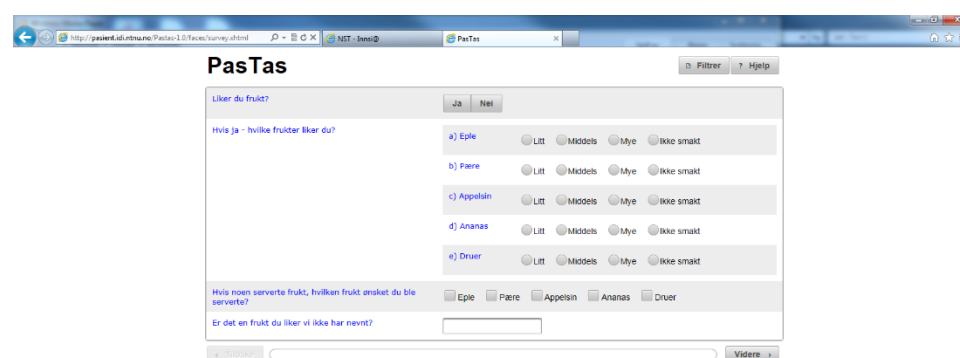 http://pasient.idi.ntnu.no/Pastas-1.0/faces/survey.xhtml
NST - Innsi@
PasTas
PasTas
Filtrer
? Hjelp
Liker du frukt?
Ja Nei
Hvis ja - hvilke frukter liker du?
a) Eple Litt Middels Mye Ikke smakt
b) Pære Litt Middels Mye Ikke smakt
c) Appelsin Litt Middels Mye Ikke smakt
d) Ananas Litt Middels Mye Ikke smakt
e) Druer Litt Middels Mye Ikke smakt
Hvis noen serverte frukt, hvilken frukt ønsket du ble
serverte?
Eple Pære Appelsin Ananas Druer
Er det en frukt du liker vi ikke har nevnt?
Videre